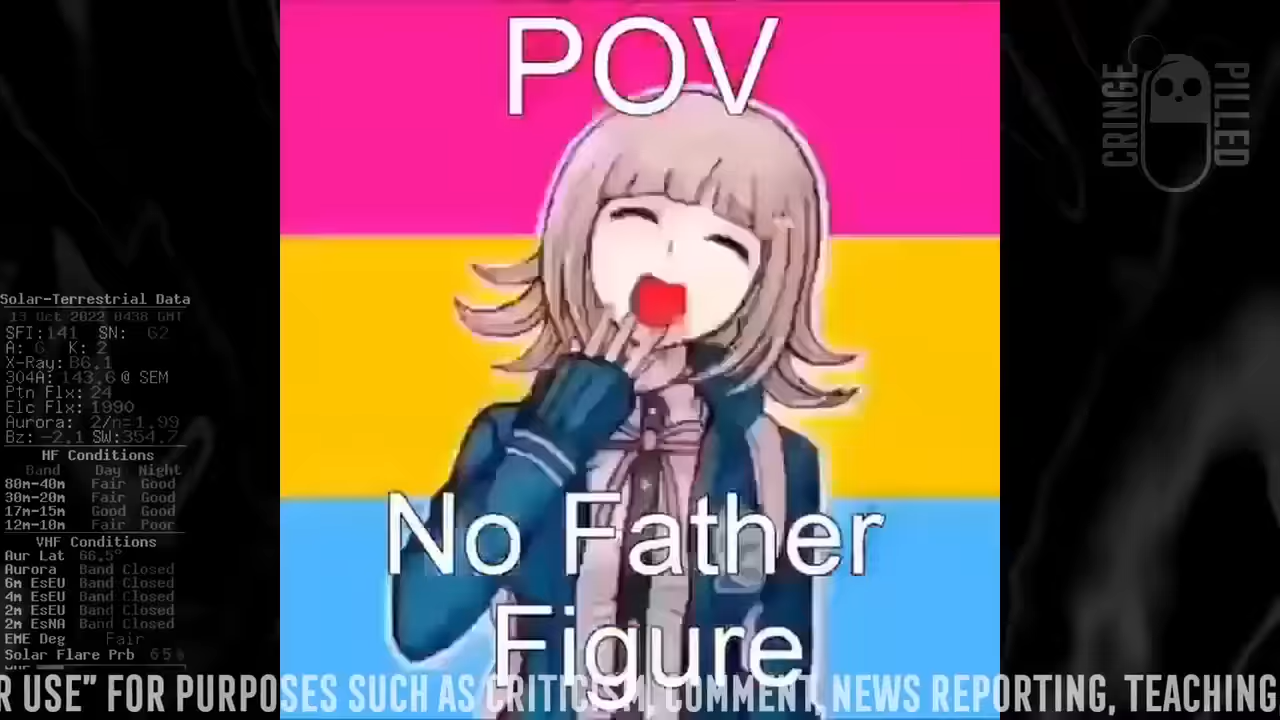 POV
CRINGE
PILLED
Solar-Terrestrial Data
13 Oct 2022 0438 GMT
SFI:141 SN: 62
A: 6 K: 2
X-Ray: B6.1
304A: 143.6 @ SEM
Ptn Flx: 24
Elc Flx: 1990
Aurora: 2/n=1.99
Bz: -2.1 SW:354.7
HF Conditions
Band Day Night
80m-40m Fair Good
30m-20m Fair Good
17m-15m Good Good
12m-10m Fair Poor
VHF Conditions
Aur Lat 66.5°
Aurora Band Closed
6m EsEU Band Closed
4m EsEU Band Closed
2m EsEU Band Closed
2m EsNA Band Closed
EME Deg Fair
Solar Flare Prb 65%
No Father
Figure
R USE" FOR PURPOSES SUCH AS CRITICISM, COMMENT, NEWS REPORTING, TEACHING